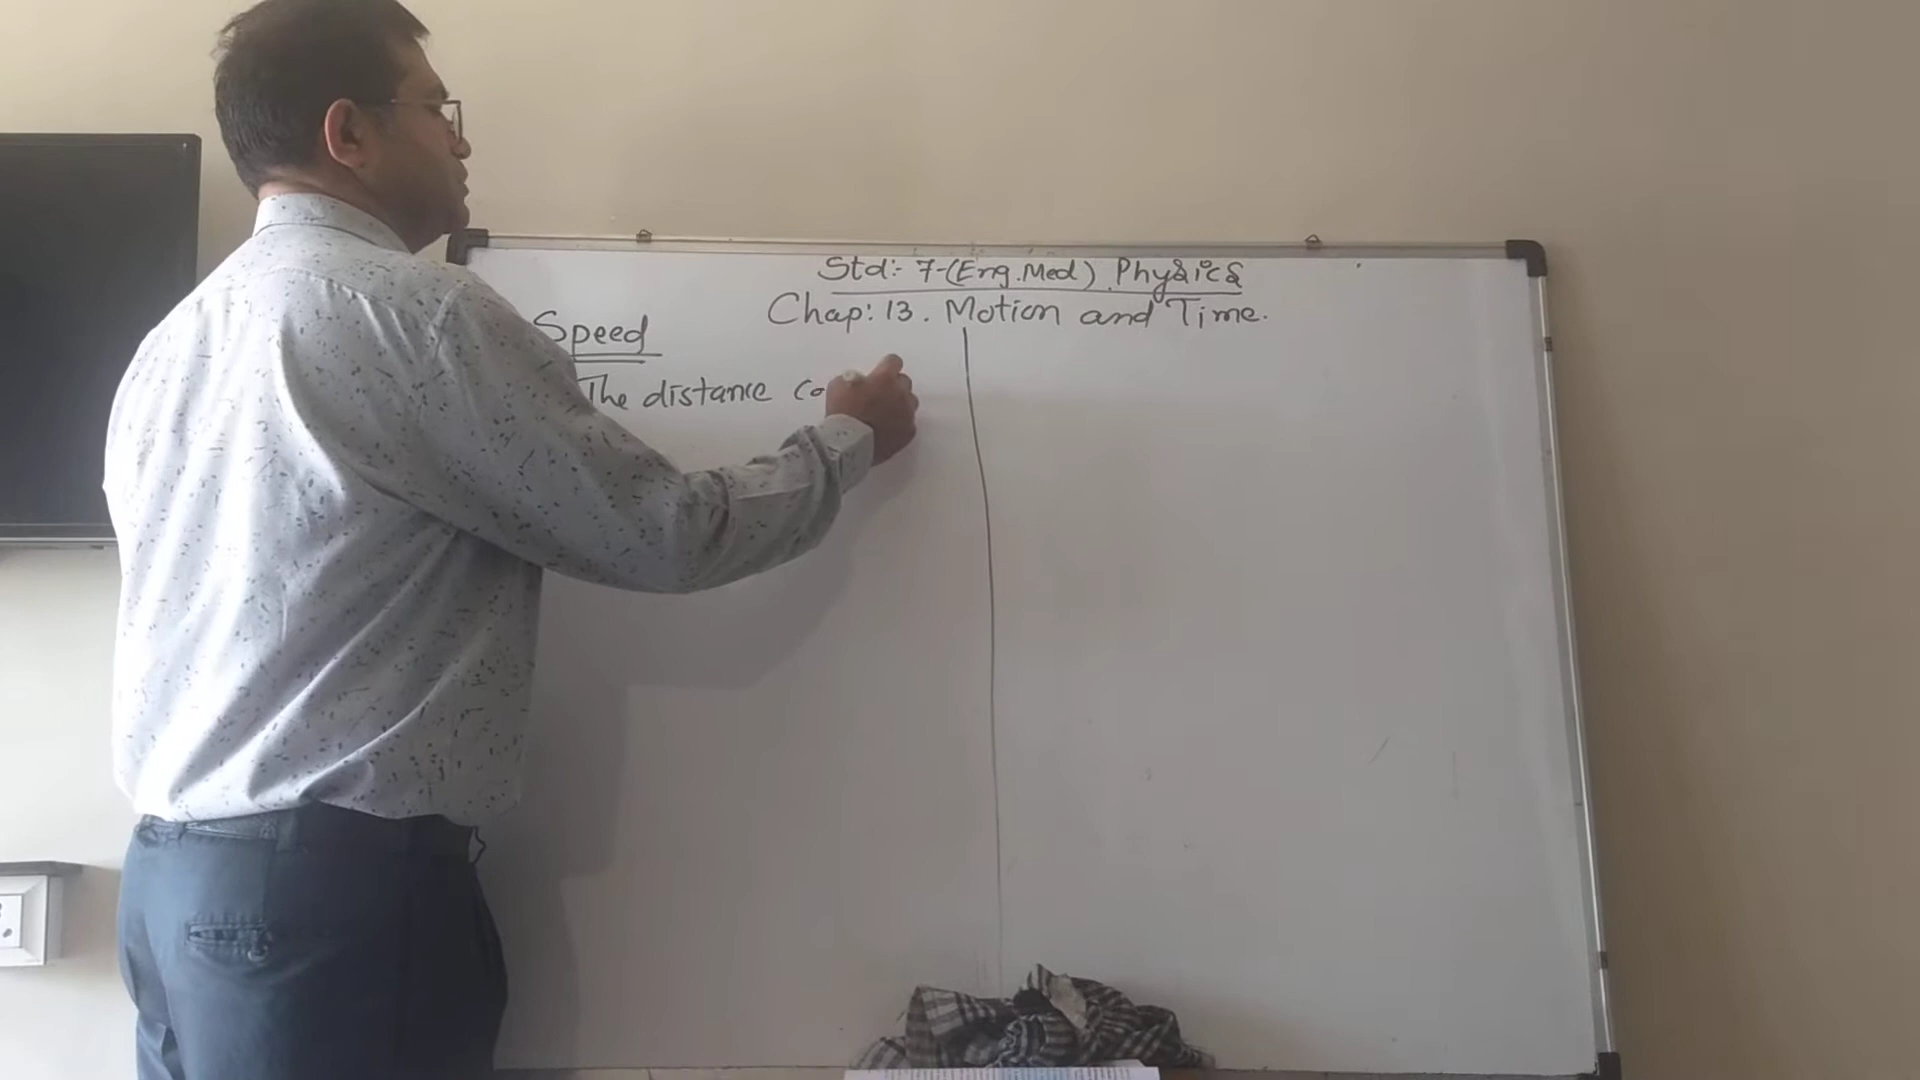 Std:- 7-(Eng.Med) Physics
Chap: 13. Motion and Time.
Speed
The distance co